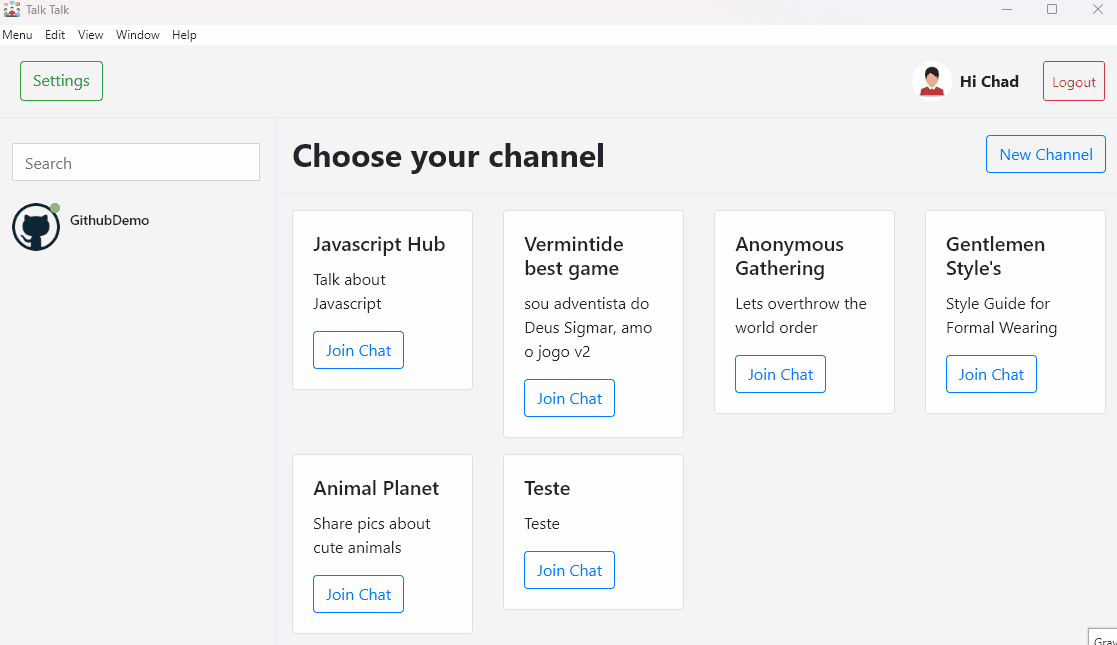 Talk Talk
Menu Edit View Window Help
Settings
Hi Chad
Logout
Search
GithubDemo
Choose your channel
New Channel
Javascript Hub
Talk about
Javascript
Join Chat
Vermintide
best game
sou adventista do
Deus Sigmar, amo
o jogo v2
Join Chat
Anonymous
Gathering
Lets overthrow the
world order
Join Chat
Gentlemen
Style's
Style Guide for
Formal Wearing
Join Chat
Animal Planet
Share pics about
cute animals
Join Chat
Teste
Teste
Join Chat